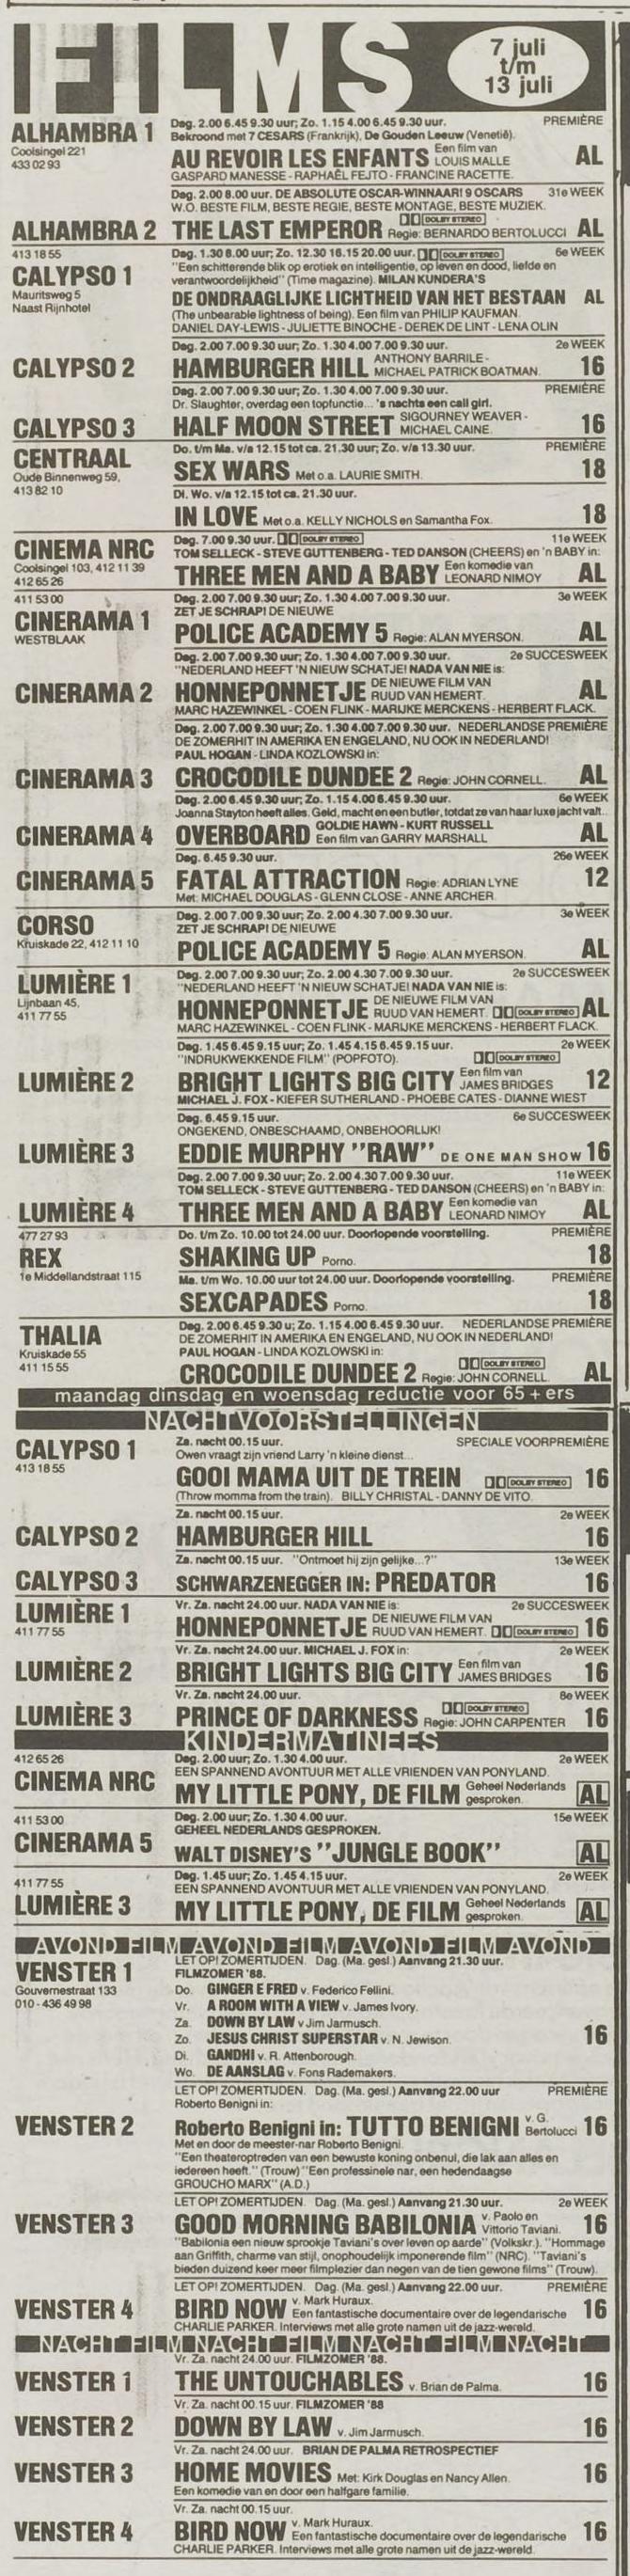 FILMS
7 juli
t/m
13 juli
Dag. 2.00 6.45 9.30 uur; Zo. 1.15 4.00 6.45 9.30 uur. PREMIÈRE
ALHAMBRA 1 Bekroond met 7 CESARS (Frankrijk), De Gouden Leeuw (Venetië).
Coolsingel 221
433 02 93
AU REVOIR LES ENFANTS Een film van LOUIS MALLE AL
GASPARD MANESSE - RAPHAËL FEJTO - FRANCINE RACETTE.
Dag. 2.00 8.00 uur. DE ABSOLUTE OSCAR-WINNAAR! 9 OSCARS 31e WEEK
W.O. BESTE FILM, BESTE REGIE, BESTE MONTAGE, BESTE MUZIEK.
ALHAMBRA 2 THE LAST EMPEROR DOLBY STEREO Regie: BERNARDO BERTOLUCCI AL
413 18 55 Dag. 1.30 8.00 uur; Zo. 12.30 16.15 20.00 uur. DOLBY STEREO 6e WEEK
CALYPSO 1 "Een schitterende blik op erotiek en intelligentie, op leven en dood, liefde en
Mauritsweg 5 verantwoordelijkheid" (Time magazine). MILAN KUNDERA'S
Naast Rijnhotel DE ONDRAAGLIJKE LICHTHEID VAN HET BESTAAN AL
(The unbearable lightness of being). Een film van PHILIP KAUFMAN.
DANIEL DAY-LEWIS - JULIETTE BINOCHE - DEREK DE LINT - LENA OLIN
Dag. 2.00 7.00 9.30 uur; Zo. 1.30 4.00 7.00 9.30 uur. 2e WEEK
CALYPSO 2 HAMBURGER HILL ANTHONY BARRILE - MICHAEL PATRICK BOATMAN. 16
Dag. 2.00 7.00 9.30 uur; Zo. 1.30 4.00 7.00 9.30 uur. PREMIÈRE
Dr. Slaughter, overdag een topfunctie... 's nachts een call girl.
CALYPSO 3 HALF MOON STREET SIGOURNEY WEAVER - MICHAEL CAINE. 16
CENTRAAL Do. t/m Ma. v/a 12.15 tot ca. 21.30 uur; Zo. v/a 13.30 uur. PREMIÈRE
Oude Binnenweg 59, SEX WARS Met o.a. LAURIE SMITH. 18
413 82 10
Di. Wo. v/a 12.15 tot ca. 21.30 uur.
IN LOVE Met o.a. KELLY NICHOLS en Samantha Fox. 18
Dag. 7.00 9.30 uur. DOLBY STEREO 11e WEEK
CINEMA NRC TOM SELLECK - STEVE GUTTENBERG - TED DANSON (CHEERS) en 'n BABY in:
Coolsingel 103, 412 11 39
412 65 26 THREE MEN AND A BABY Een komedie van LEONARD NIMOY AL
411 53 00 Dag. 2.00 7.00 9.30 uur; Zo. 1.30 4.00 7.00 9.30 uur. 3e WEEK
CINERAMA 1 ZET JE SCHRAP! DE NIEUWE
WESTBLAAK POLICE ACADEMY 5 Regie: ALAN MYERSON. AL
Dag. 2.00 7.00 9.30 uur; Zo. 1.30 4.00 7.00 9.30 uur. 2e SUCCESWEEK
"NEDERLAND HEEFT 'N NIEUW SCHATJE! NADA VAN NIE is:
CINERAMA 2 HONNEPONNETJE DE NIEUWE FILM VAN RUUD VAN HEMERT. AL
MARC HAZEWINKEL - COEN FLINK - MARIJKE MERCKENS - HERBERT FLACK.
Dag. 2.00 7.00 9.30 uur; Zo. 1.30 4.00 7.00 9.30 uur. NEDERLANDSE PREMIÈRE
DE ZOMERHIT IN AMERIKA EN ENGELAND, NU OOK IN NEDERLAND!
PAUL HOGAN - LINDA KOZLOWSKI in:
CINERAMA 3 CROCODILE DUNDEE 2 Regie: JOHN CORNELL. AL
Dag. 2.00 6.45 9.30 uur; Zo. 1.15 4.00 6.45 9.30 uur. 6e WEEK
Joanna Stayton heeft alles. Geld, macht en een butler, totdat ze van haar luxe jacht valt..
CINERAMA 4 OVERBOARD GOLDIE HAWN - KURT RUSSELL Een film van GARRY MARSHALL AL
Dag. 6.45 9.30 uur. 26e WEEK
CINERAMA 5 FATAL ATTRACTION Regie: ADRIAN LYNE 12
Met: MICHAEL DOUGLAS - GLENN CLOSE - ANNE ARCHER.
CORSO Dag. 2.00 7.00 9.30 uur; Zo. 2.00 4.30 7.00 9.30 uur. 3e WEEK
Kruiskade 22, 412 11 10 ZET JE SCHRAP! DE NIEUWE
POLICE ACADEMY 5 Regie: ALAN MYERSON. AL
LUMIÈRE 1 Dag. 2.00 7.00 9.30 uur; Zo. 2.00 4.30 7.00 9.30 uur. 2e SUCCESWEEK
Lijnbaan 45, "NEDERLAND HEEFT 'N NIEUW SCHATJE! NADA VAN NIE is:
411 77 55 HONNEPONNETJE DE NIEUWE FILM VAN RUUD VAN HEMERT. DOLBY STEREO AL
MARC HAZEWINKEL - COEN FLINK - MARIJKE MERCKENS - HERBERT FLACK.
Dag. 1.45 6.45 9.15 uur; Zo. 1.45 4.15 6.45 9.15 uur. 2e WEEK
"INDRUKWEKKENDE FILM" (POPFOTO). DOLBY STEREO
LUMIÈRE 2 BRIGHT LIGHTS BIG CITY Een film van JAMES BRIDGES 12
MICHAEL J. FOX - KIEFER SUTHERLAND - PHOEBE CATES - DIANNE WIEST
Dag. 6.45 9.15 uur. 6e SUCCESWEEK
ONGEKEND, ONBESCHAAMD, ONBEHOORLIJK!
LUMIÈRE 3 EDDIE MURPHY "RAW" DE ONE MAN SHOW 16
Dag. 2.00 7.00 9.30 uur; Zo. 2.00 4.30 7.00 9.30 uur. 11e WEEK
TOM SELLECK - STEVE GUTTENBERG - TED DANSON (CHEERS) en 'n BABY in:
LUMIÈRE 4 THREE MEN AND A BABY Een komedie van LEONARD NIMOY AL
477 27 93 Do. t/m Zo. 10.00 tot 24.00 uur. Doorlopende voorstelling. PREMIÈRE
REX SHAKING UP Porno. 18
1e Middellandstraat 115 Ma. t/m Wo. 10.00 uur tot 24.00 uur. Doorlopende voorstelling. PREMIÈRE
SEXCAPADES Porno. 18
Dag. 2.00 6.45 9.30 u; Zo. 1.15 4.00 6.45 9.30 uur. NEDERLANDSE PREMIÈRE
THALIA DE ZOMERHIT IN AMERIKA EN ENGELAND, NU OOK IN NEDERLAND!
Kruiskade 55 PAUL HOGAN - LINDA KOZLOWSKI in: DOLBY STEREO
411 15 55 CROCODILE DUNDEE 2 Regie: JOHN CORNELL. AL
maandag dinsdag en woensdag reductie voor 65 + ers
NACHTVOORSTELLINGEN
CALYPSO 1 Za. nacht 00.15 uur. SPECIALE VOORPREMIÈRE
413 18 55 Owen vraagt zijn vriend Larry 'n kleine dienst...
GOOI MAMA UIT DE TREIN DOLBY STEREO 16
(Throw momma from the train). BILLY CHRISTAL - DANNY DE VITO.
Za. nacht 00.15 uur. 2e WEEK
CALYPSO 2 HAMBURGER HILL 16
Za. nacht 00.15 uur. "Ontmoet hij zijn gelijke...?" 13e WEEK
CALYPSO 3 SCHWARZENEGGER IN: PREDATOR 16
LUMIÈRE 1 Vr. Za. nacht 24.00 uur. NADA VAN NIE is: 2e SUCCESWEEK
411 77 55 HONNEPONNETJE DE NIEUWE FILM VAN RUUD VAN HEMERT. DOLBY STEREO 16
Vr. Za. nacht 24.00 uur. MICHAEL J. FOX in: 2e WEEK
LUMIÈRE 2 BRIGHT LIGHTS BIG CITY Een film van JAMES BRIDGES 16
Vr. Za. nacht 24.00 uur. 8e WEEK
LUMIÈRE 3 PRINCE OF DARKNESS DOLBY STEREO Regie: JOHN CARPENTER 16
KINDERMATINEES
412 65 26 Dag. 2.00 uur; Zo. 1.30 4.00 uur. 2e WEEK
CINEMA NRC EEN SPANNEND AVONTUUR MET ALLE VRIENDEN VAN PONYLAND.
MY LITTLE PONY, DE FILM Geheel Nederlands gesproken. AL
411 53 00 Dag. 2.00 uur; Zo. 1.30 4.00 uur. 15e WEEK
CINERAMA 5 GEHEEL NEDERLANDS GESPROKEN.
WALT DISNEY'S "JUNGLE BOOK" AL
411 77 55 Dag. 1.45 uur; Zo. 1.45 4.15 uur. 2e WEEK
EEN SPANNEND AVONTUUR MET ALLE VRIENDEN VAN PONYLAND.
LUMIÈRE 3 MY LITTLE PONY, DE FILM Geheel Nederlands gesproken. AL
AVOND FILM AVOND FILM AVOND FILM AVOND
LET OP! ZOMERTIJDEN. Dag. (Ma. gesl.) Aanvang 21.30 uur.
VENSTER 1 FILMZOMER '88.
Gouvernestraat 133 Do. GINGER E FRED v. Federico Fellini.
010 - 436 49 98 Vr. A ROOM WITH A VIEW v. James Ivory.
Za. DOWN BY LAW v Jim Jarmusch.
Zo. JESUS CHRIST SUPERSTAR v. N. Jewison. 16
Di. GANDHI v. R. Attenborough.
Wo. DE AANSLAG v. Fons Rademakers.
LET OP! ZOMERTIJDEN. Dag. (Ma. gesl.) Aanvang 22.00 uur PREMIÈRE
Roberto Benigni in:
VENSTER 2 Roberto Benigni in: TUTTO BENIGNI v. G. Bertolucci 16
Met en door de meester-nar Roberto Benigni.
"Een theateroptreden van een bewuste koning onbenul, die lak aan alles en
iedereen heeft." (Trouw) "Een professinele nar, een hedendaagse
GROUCHO MARX" (A.D.)
LET OP! ZOMERTIJDEN. Dag. (Ma. gesl.) Aanvang 21.30 uur. 2e WEEK
VENSTER 3 GOOD MORNING BABILONIA v. Paolo en Vittorio Taviani. 16
"Babilonia een nieuw sprookje Taviani's over leven op aarde" (Volkskr.). "Hommage
aan Griffith, charme van stijl, onophoudelijk imponerende film" (NRC). "Taviani's
bieden duizend keer meer filmplezier dan negen van de tien gewone films" (Trouw).
LET OP! ZOMERTIJDEN. Dag. (Ma. gesl.) Aanvang 22.00 uur. PREMIÈRE
VENSTER 4 BIRD NOW v. Mark Huraux. Een fantastische documentaire over de legendarische 16
CHARLIE PARKER. Interviews met alle grote namen uit de jazz-wereld.
NACHT FILM NACHT FILM NACHT FILM NACHT
Vr. Za. nacht 24.00 uur. FILMZOMER '88.
VENSTER 1 THE UNTOUCHABLES v. Brian de Palma. 16
Vr. Za. nacht 00.15 uur. FILMZOMER '88
VENSTER 2 DOWN BY LAW v. Jim Jarmusch. 16
Vr. Za. nacht 24.00 uur. BRIAN DE PALMA RETROSPECTIEF
VENSTER 3 HOME MOVIES Met: Kirk Douglas en Nancy Allen. 16
Een komedie van en door een halfgare familie.
Vr. Za. nacht 00.15 uur.
VENSTER 4 BIRD NOW v. Mark Huraux. Een fantastische documentaire over de legendarische 16
CHARLIE PARKER. Interviews met alle grote namen uit de jazz-wereld.